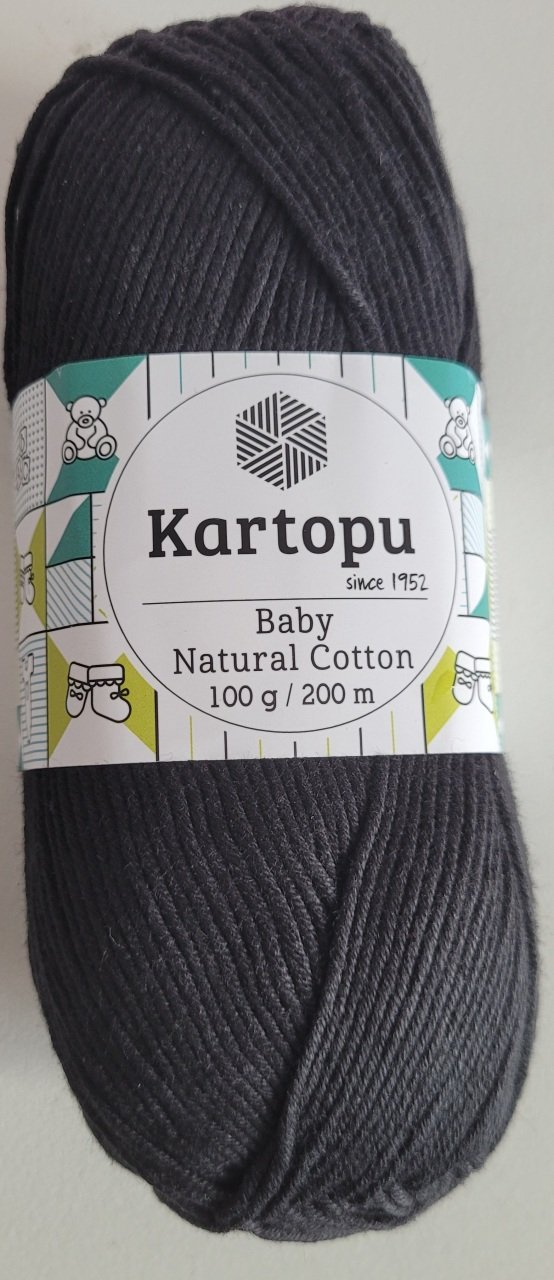 Kartopu
since 1952
Baby
Natural Cotton
100 g / 200 m